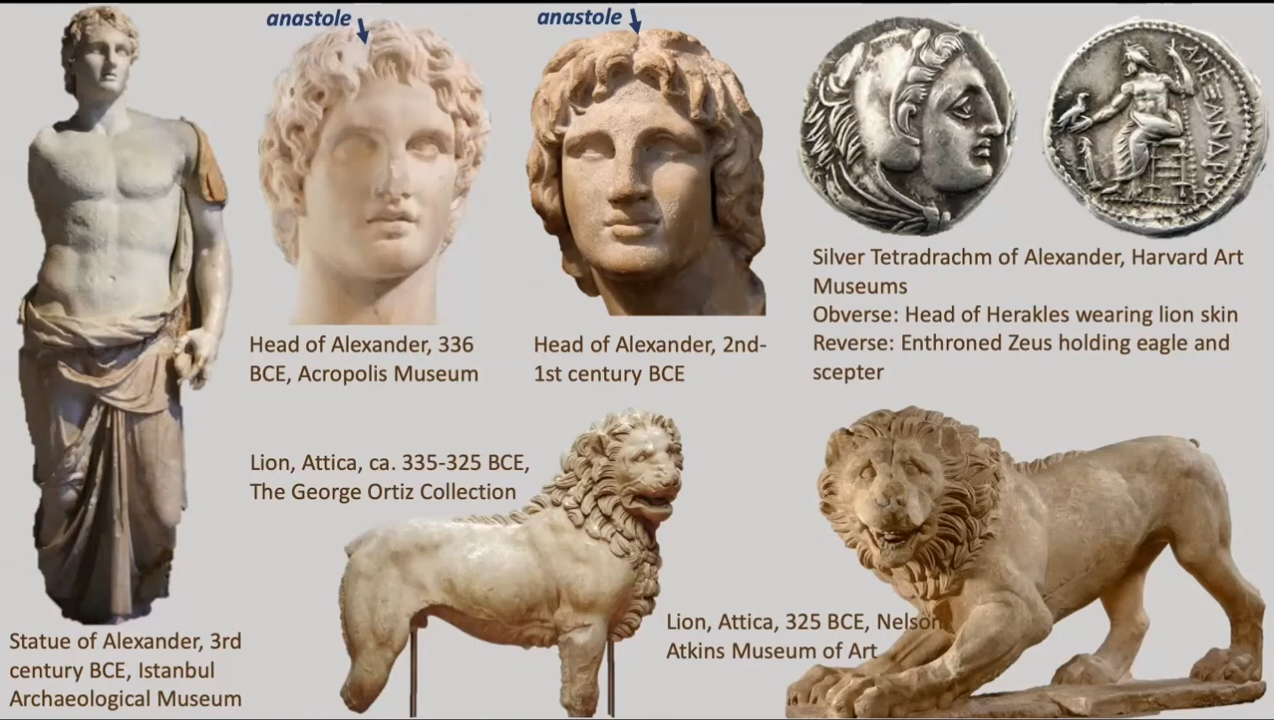 anastole
anastole
ΑΛΕΞΑΝΔΡΟΥ
Silver Tetradrachm of Alexander, Harvard Art
Museums
Obverse: Head of Herakles wearing lion skin
Reverse: Enthroned Zeus holding eagle and
scepter
Head of Alexander, 336
BCE, Acropolis Museum
Head of Alexander, 2nd-
1st century BCE
Lion, Attica, ca. 335-325 BCE,
The George Ortiz Collection
Lion, Attica, 325 BCE, Nelson
Atkins Museum of Art
Statue of Alexander, 3rd
century BCE, Istanbul
Archaeological Museum